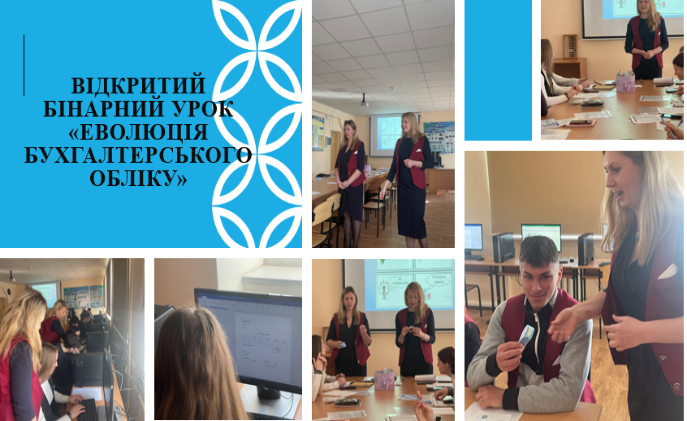 ВІДКРИТИЙ
БІНАРНИЙ УРОК
«ЕВОЛЮЦІЯ
БУХГАЛТЕРСЬКОГО
ОБЛІКУ»